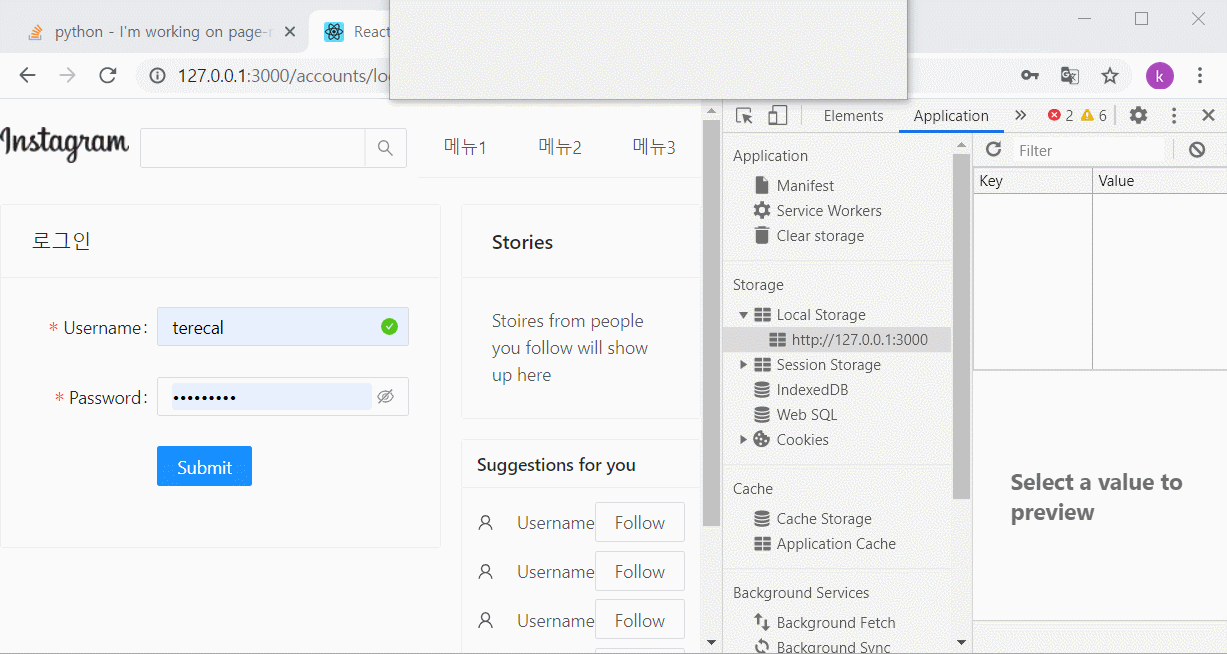 python - I'm working on page-r
React
127.0.0.1:3000/accounts/lo
k
Instagram
메뉴1
메뉴2
메뉴3
로그인
* Username:
terecal
* Password:
•••••••••
Submit
Stories
Stoires from people
you follow will show
up here
Suggestions for you
Username
Follow
Username
Follow
Username
Follow
Elements
Application
2
6
Application
Manifest
Service Workers
Clear storage
Storage
Local Storage
http://127.0.0.1:3000
Session Storage
IndexedDB
Web SQL
Cookies
Cache
Cache Storage
Application Cache
Background Services
Background Fetch
Background Sync
Filter
Key
Value
Select a value to
preview